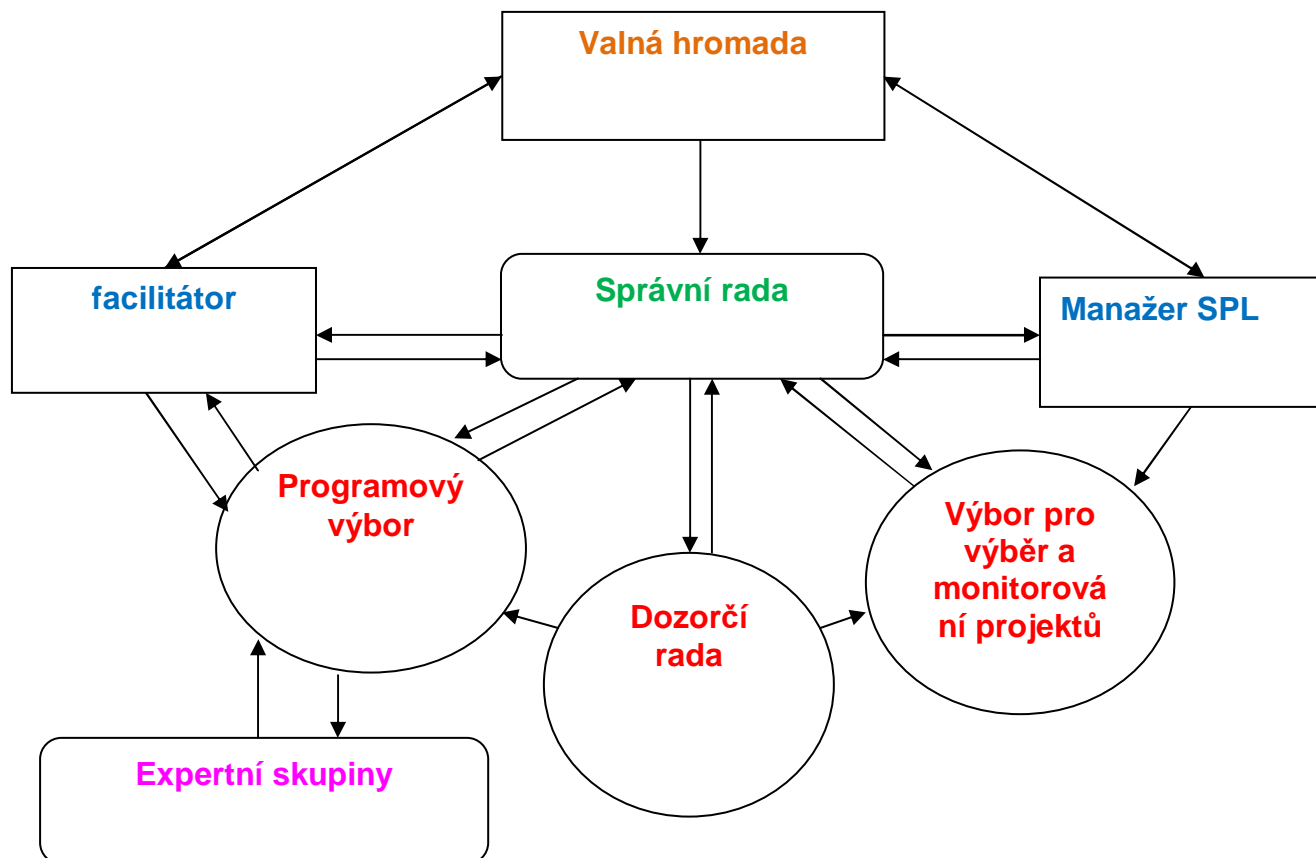 Valná hromada
facilitátor
Správní rada
Manažer SPL
Programový
výbor
Výbor pro
výběr a
monitorová
ní projektů
Dozorčí
rada
Expertní skupiny